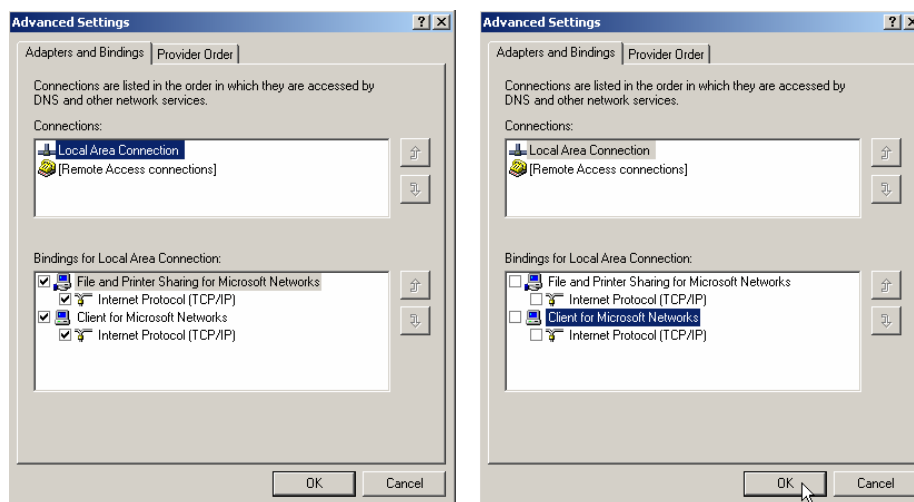 Advanced Settings
Adapters and Bindings
Provider Order
Connections are listed in the order in which they are accessed by
DNS and other network services.
Connections:
Local Area Connection
[Remote Access connections]
Bindings for Local Area Connection:
File and Printer Sharing for Microsoft Networks
Internet Protocol (TCP/IP)
Client for Microsoft Networks
Internet Protocol (TCP/IP)
OK
Cancel
Advanced Settings
Adapters and Bindings
Provider Order
Connections are listed in the order in which they are accessed by
DNS and other network services.
Connections:
Local Area Connection
[Remote Access connections]
Bindings for Local Area Connection:
File and Printer Sharing for Microsoft Networks
Internet Protocol (TCP/IP)
Client for Microsoft Networks
Internet Protocol (TCP/IP)
OK
Cancel